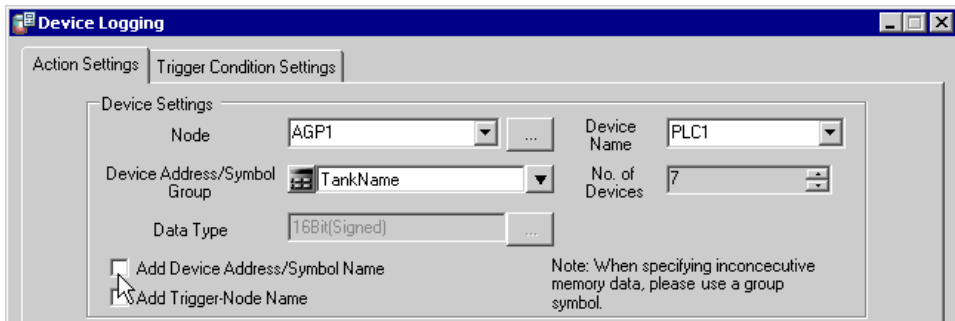 Device Logging
Action Settings Trigger Condition Settings
Device Settings
Node AGP1 ... Device Name PLC1
Device Address/Symbol Group TankName No. of Devices 7
Data Type 16Bit(Signed) ...
Add Device Address/Symbol Name
Add Trigger-Node Name
Note: When specifying inconcecutive
memory data, please use a group
symbol.